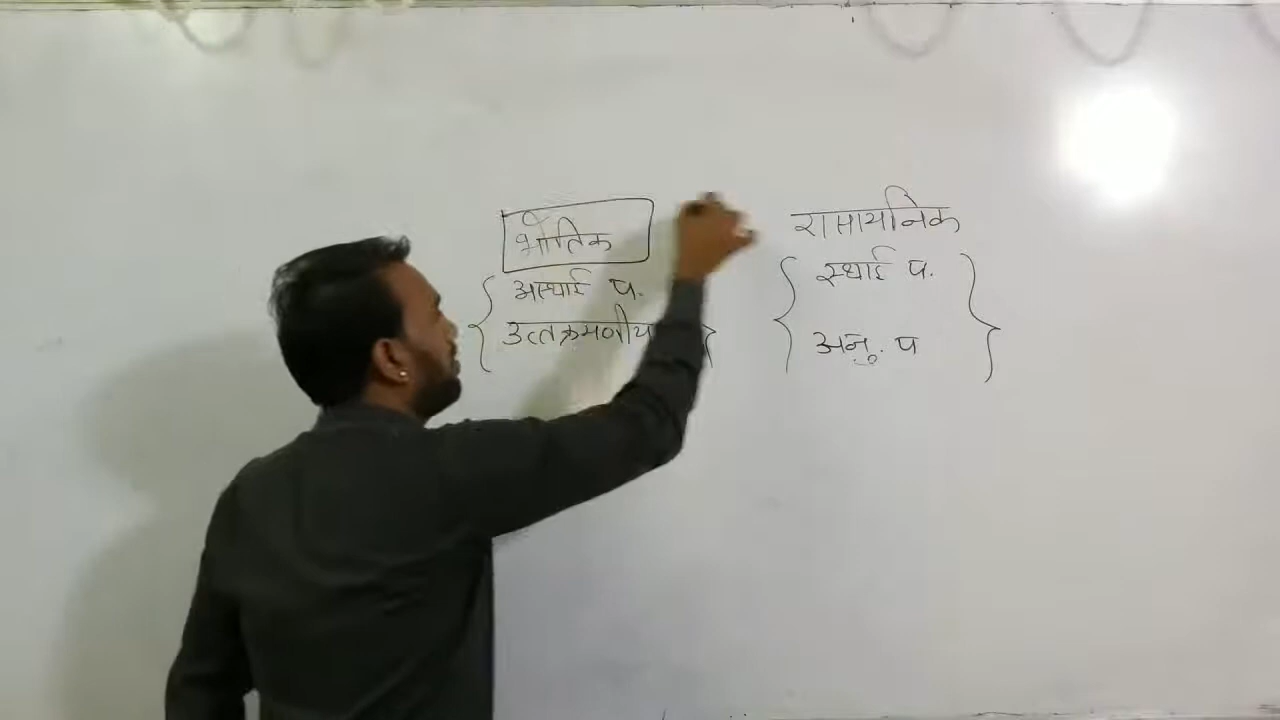 भौतिक
अस्थाई प.
उत्क्रमणीय
रासायनिक
स्थाई प.
अनु. प